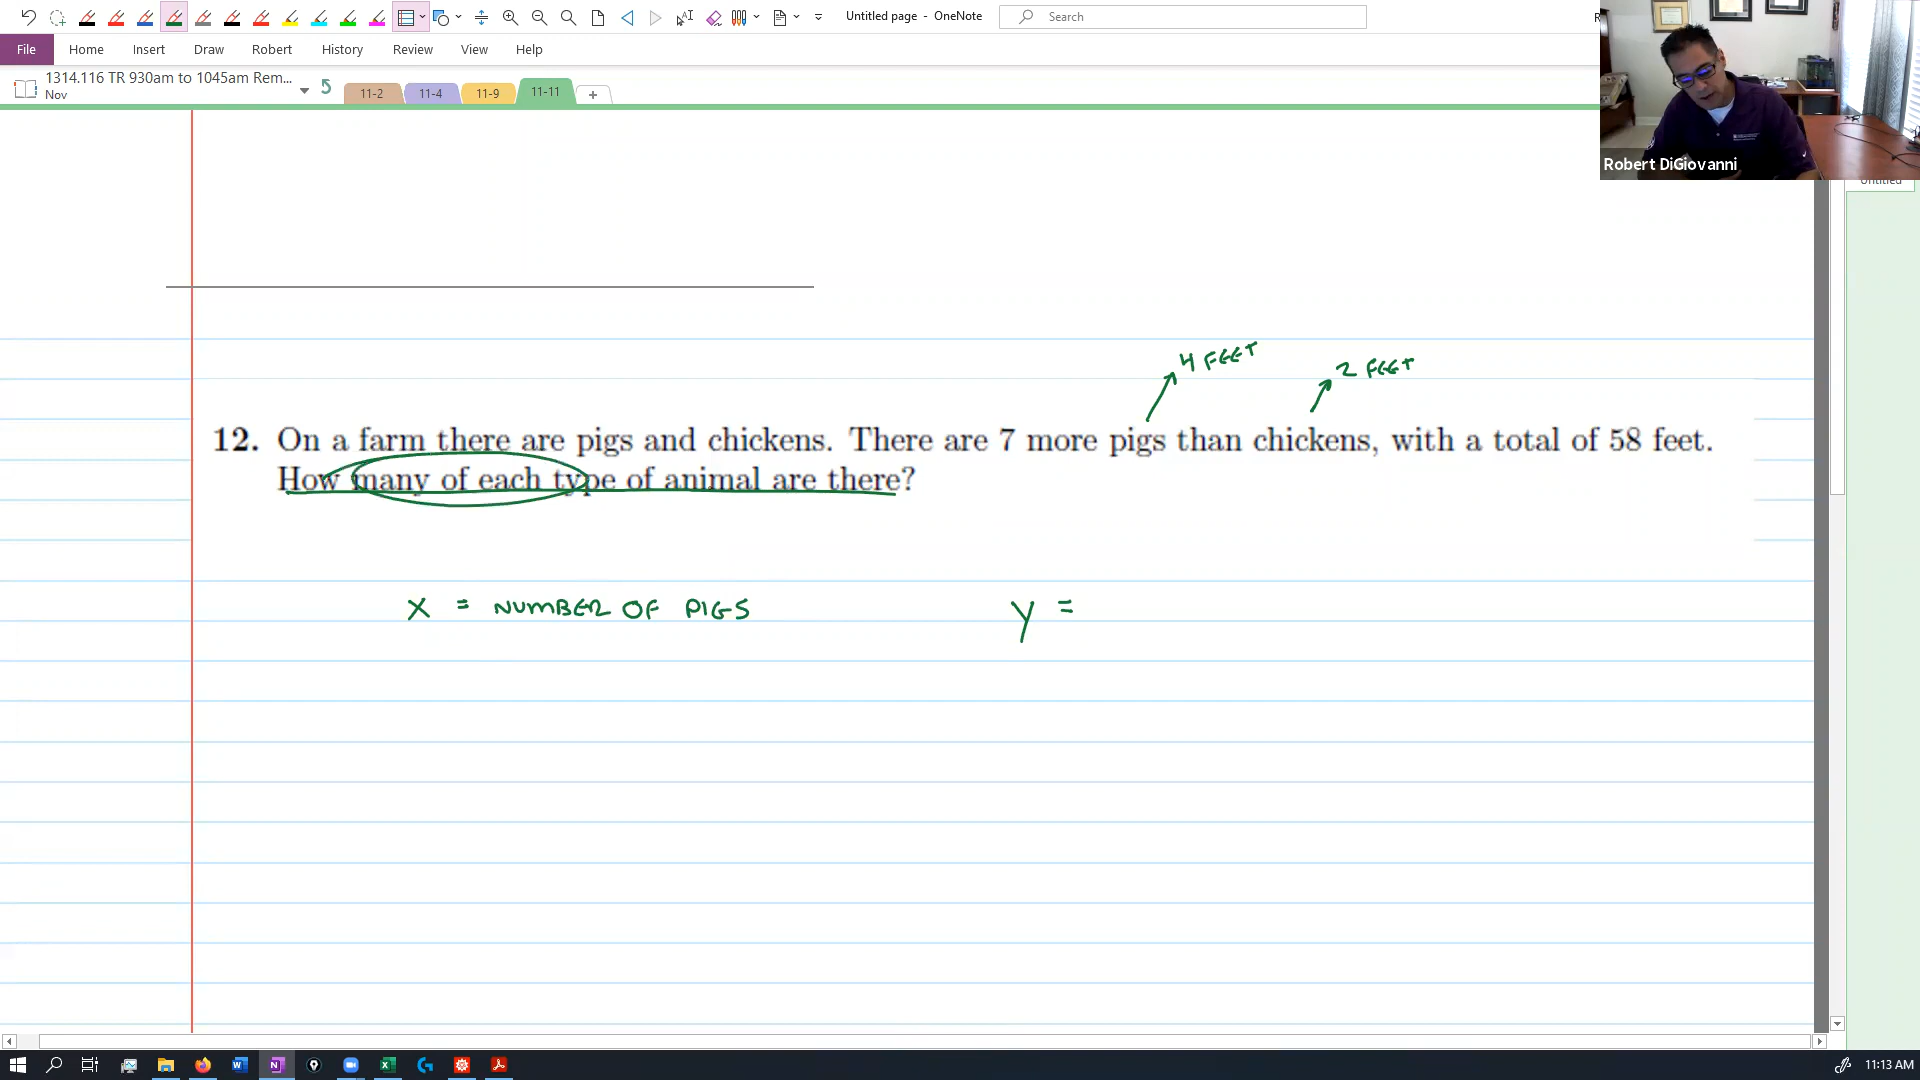 Untitled page - OneNote
Search
File Home Insert Draw Robert History Review View Help
1314.116 TR 930am to 1045am Rem...
Nov
11-2 11-4 11-9 11-11
Robert DiGiovanni
Untitled
4 FEET
2 FEET
12. On a farm there are pigs and chickens. There are 7 more pigs than chickens, with a total of 58 feet.
How many of each type of animal are there?
X = NUMBER OF PIGS y =
11:13 AM